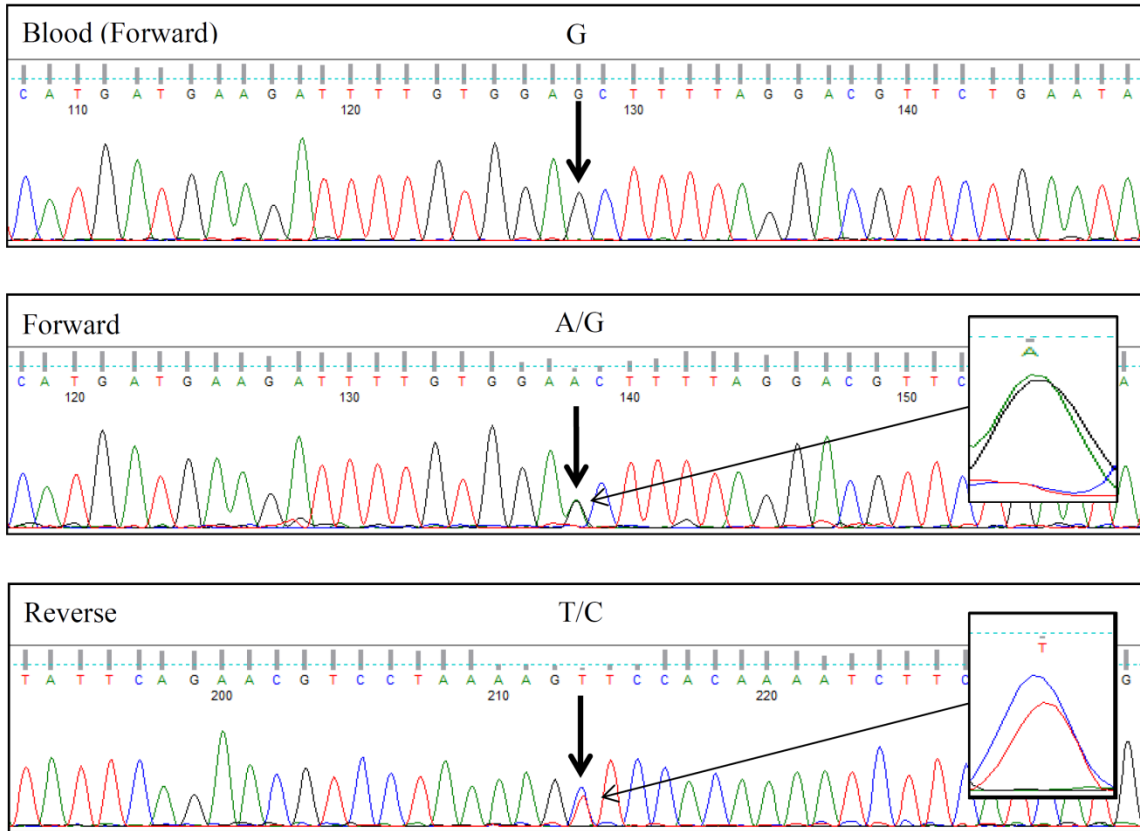 Blood (Forward) G
C A T G A T G A A G A T T T T G T G G A G C T T T T A G G A C G T T C T G A A T A
110 120 130 140
Forward A/G
C A T G A T G A A G A T T T T G T G G A A C T T T T A G G A C G T T C A
120 130 140 150
A
Reverse T/C
T A T T C A G A A C G T C C T A A A A G T T C C A C A A A A T C T T C G
200 210 220
T